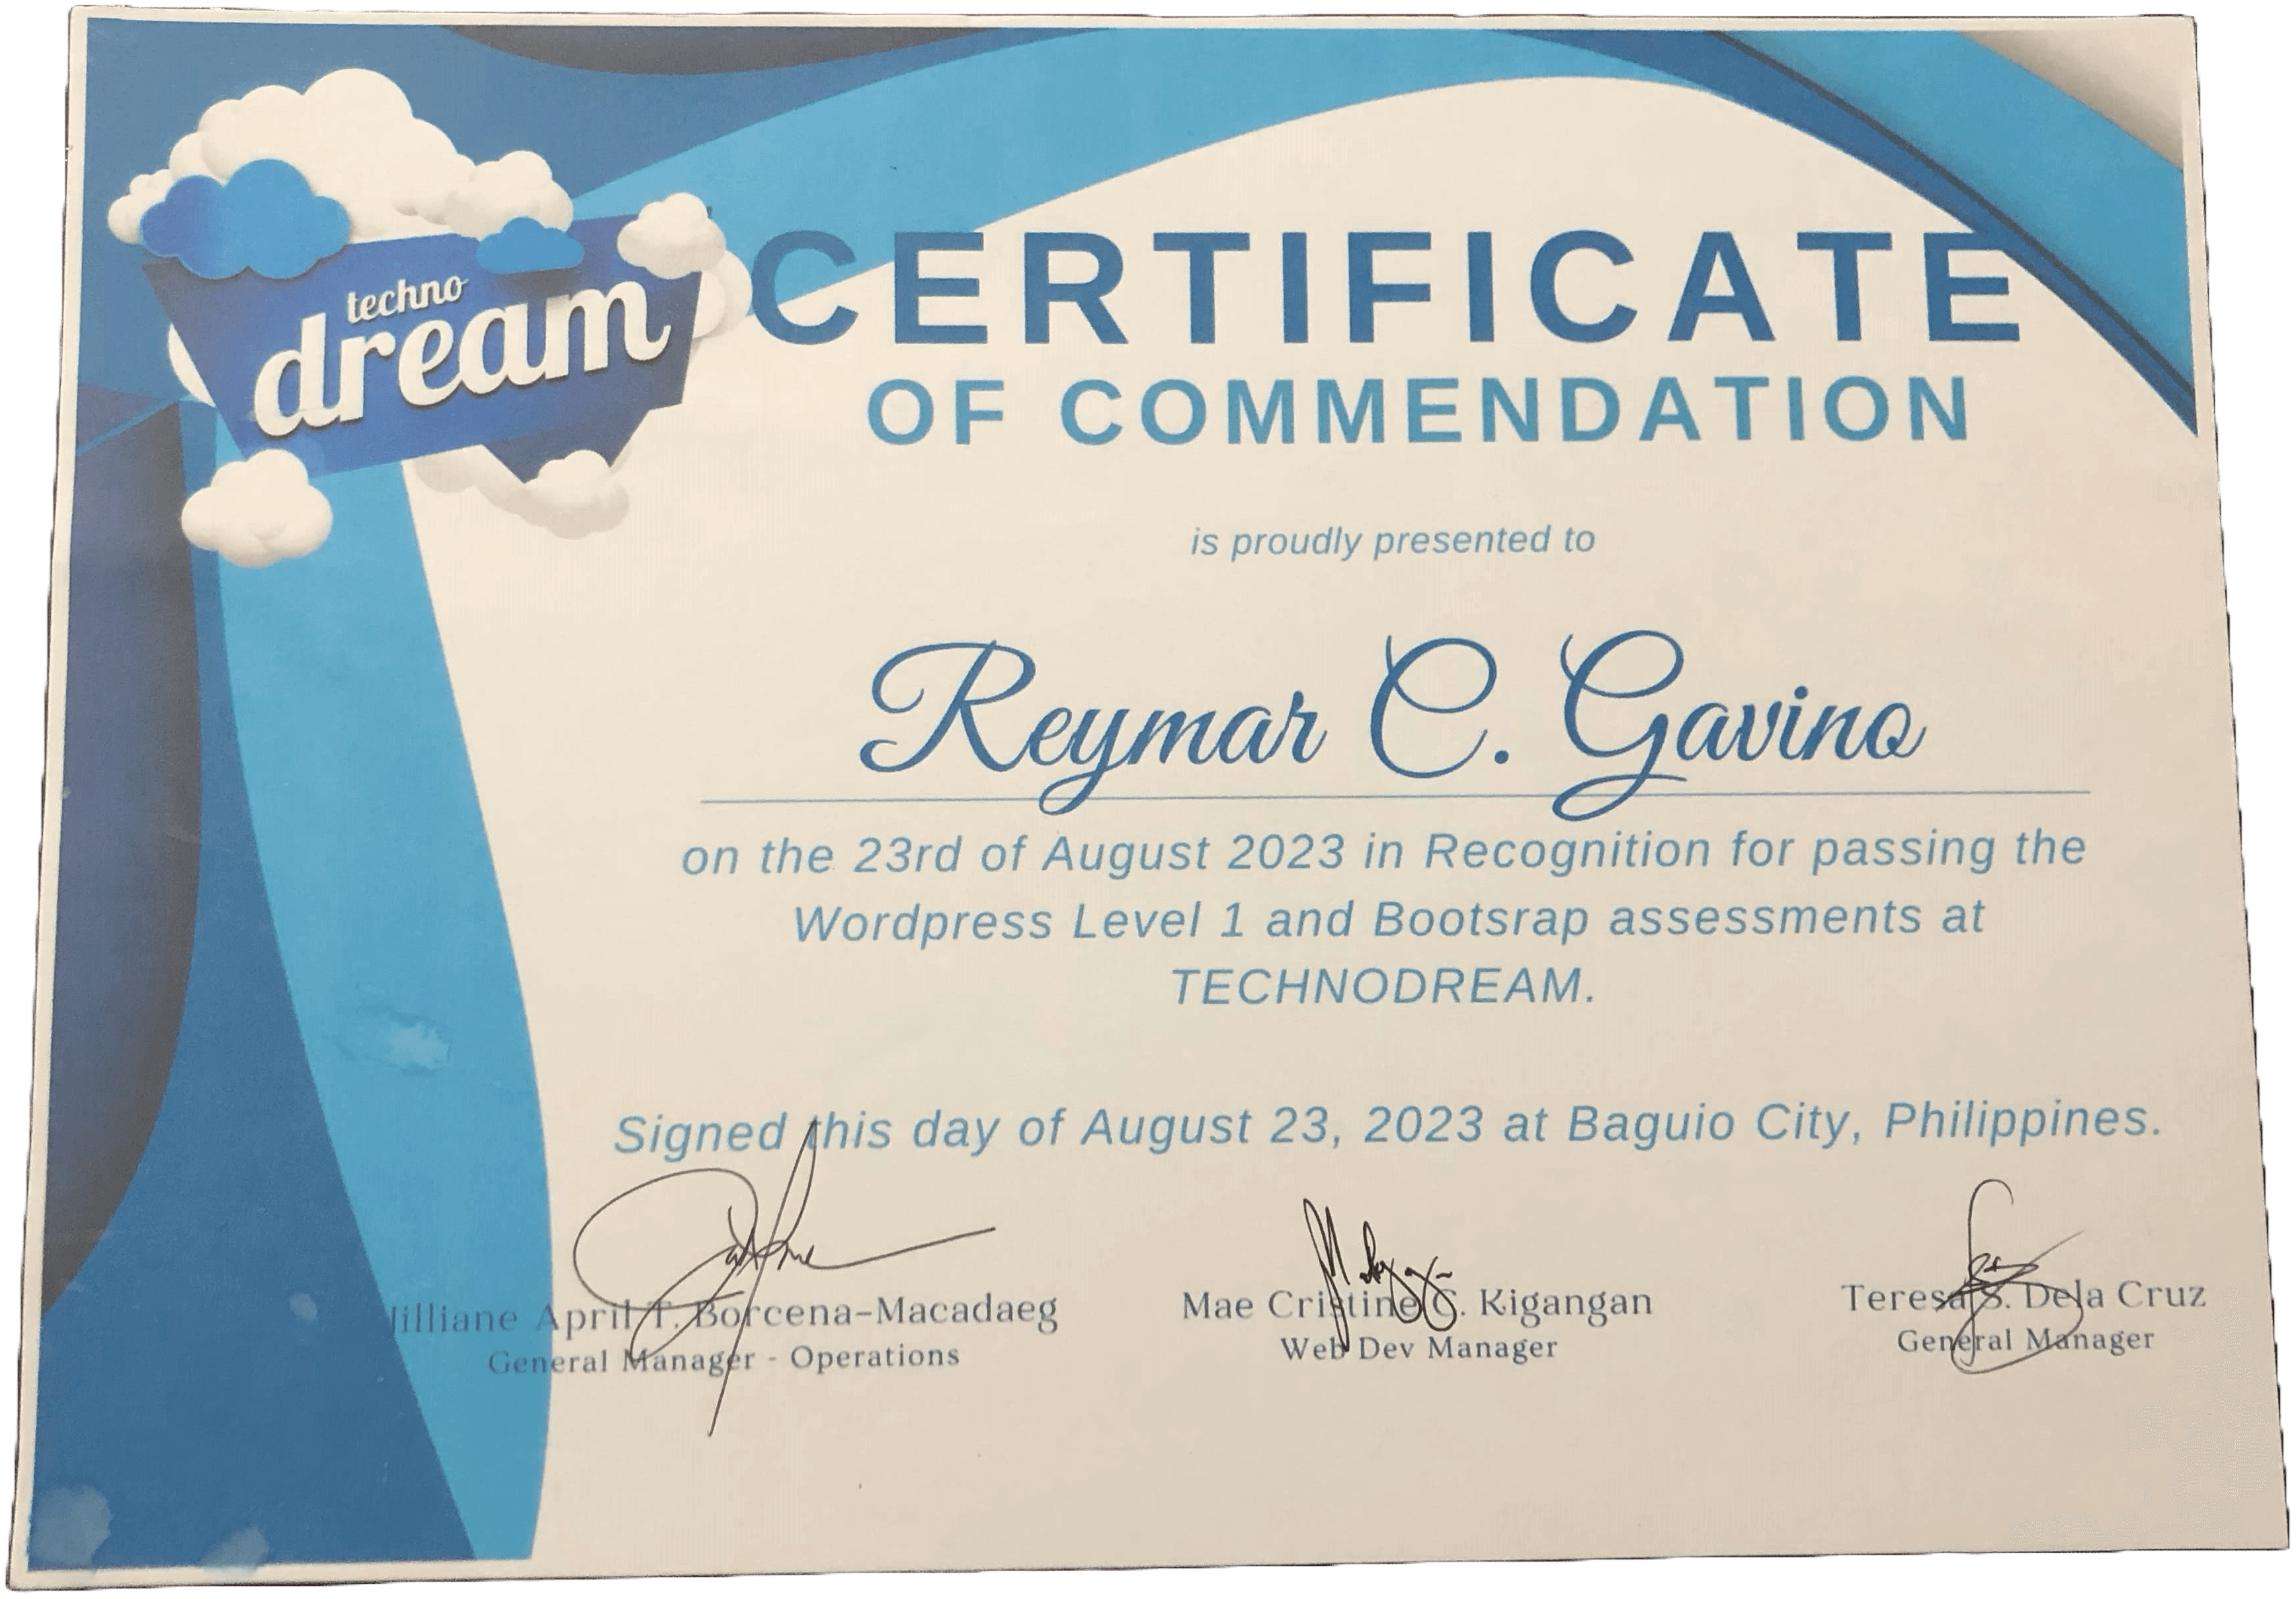 techno
dream
CERTIFICATE
OF COMMENDATION
is proudly presented to
Reymar C. Gavino
on the 23rd of August 2023 in Recognition for passing the
Wordpress Level 1 and Bootsrap assessments at
TECHNODREAM.
Signed this day of August 23, 2023 at Baguio City, Philippines.
Jilliane April T. Borcena-Macadaeg
General Manager - Operations
Mae Cristine C. Kigangan
Web Dev Manager
Teresa S. Dela Cruz
General Manager